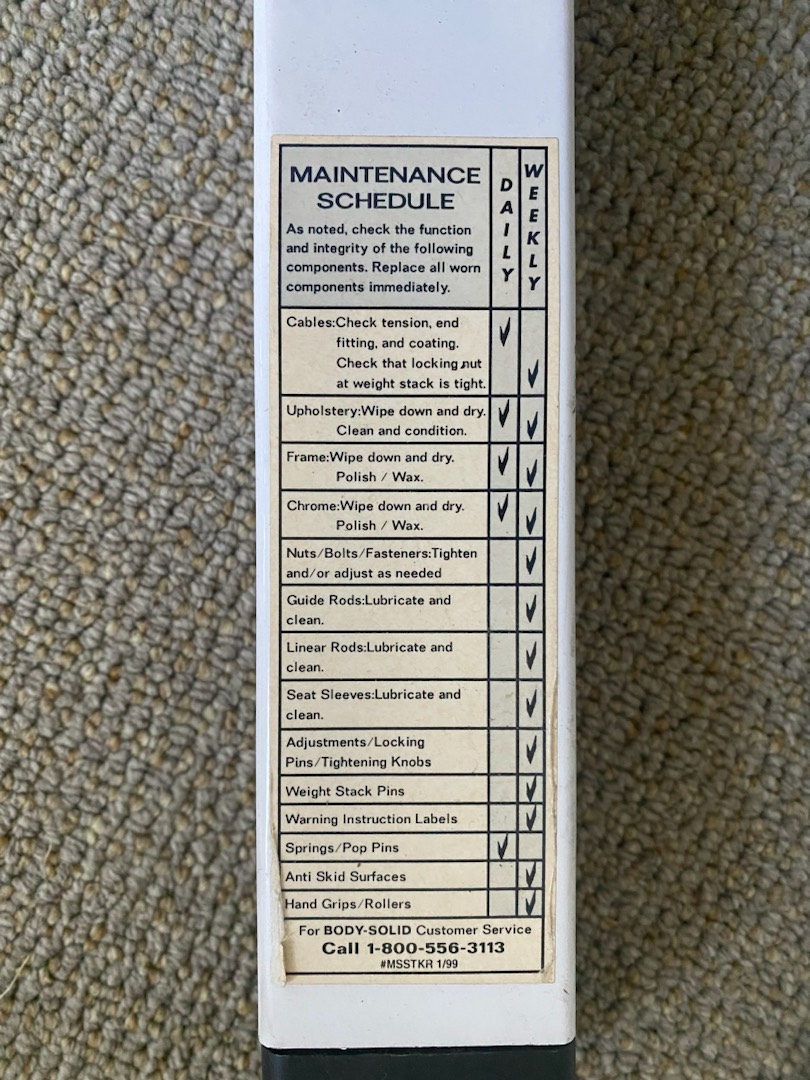 MAINTENANCE
SCHEDULE
As noted, check the function
and integrity of the following
components. Replace all worn
components immediately.
DAILY
WEEKLY
Cables:Check tension, end
fitting, and coating.
Check that locking nut
at weight stack is tight.
Upholstery:Wipe down and dry.
Clean and condition.
Frame:Wipe down and dry.
Polish / Wax.
Chrome:Wipe down and dry.
Polish / Wax.
Nuts/Bolts/Fasteners:Tighten
and/or adjust as needed
Guide Rods:Lubricate and
clean.
Linear Rods:Lubricate and
clean.
Seat Sleeves:Lubricate and
clean.
Adjustments/Locking
Pins/Tightening Knobs
Weight Stack Pins
Warning Instruction Labels
Springs/Pop Pins
Anti Skid Surfaces
Hand Grips/Rollers
For BODY-SOLID Customer Service
Call 1-800-556-3113
#MSSTKR 1/99